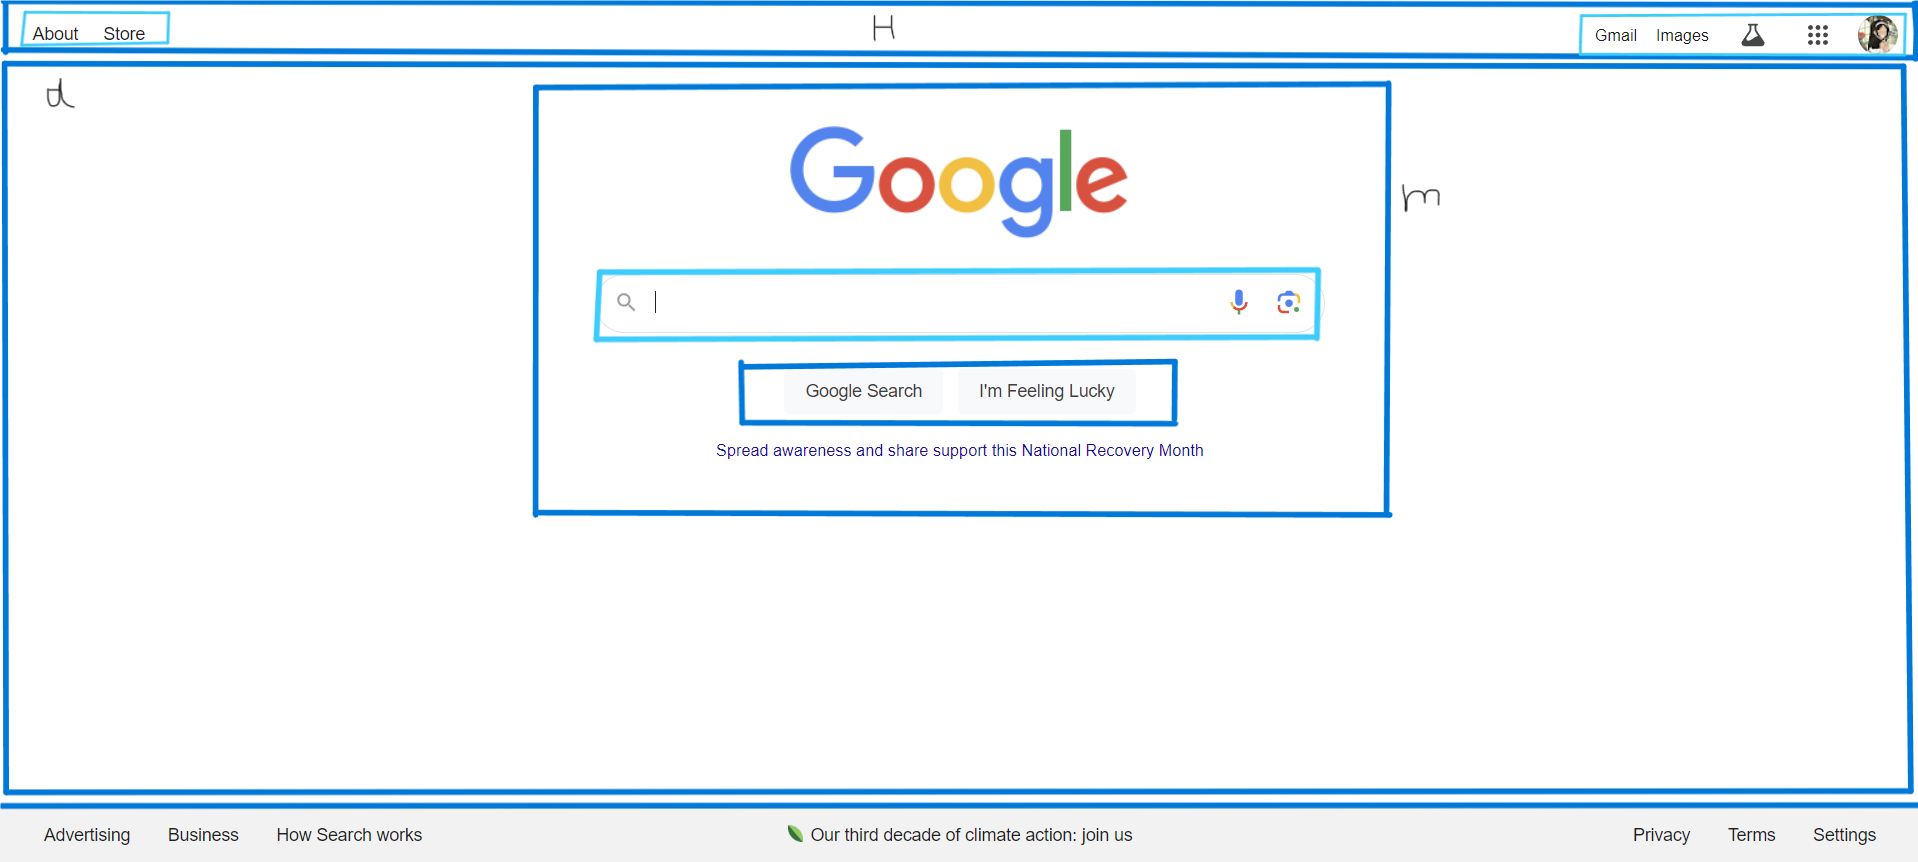 About Store H Gmail Images
d
Google
m
Google Search I'm Feeling Lucky
Spread awareness and share support this National Recovery Month
Advertising Business How Search works Our third decade of climate action: join us Privacy Terms Settings